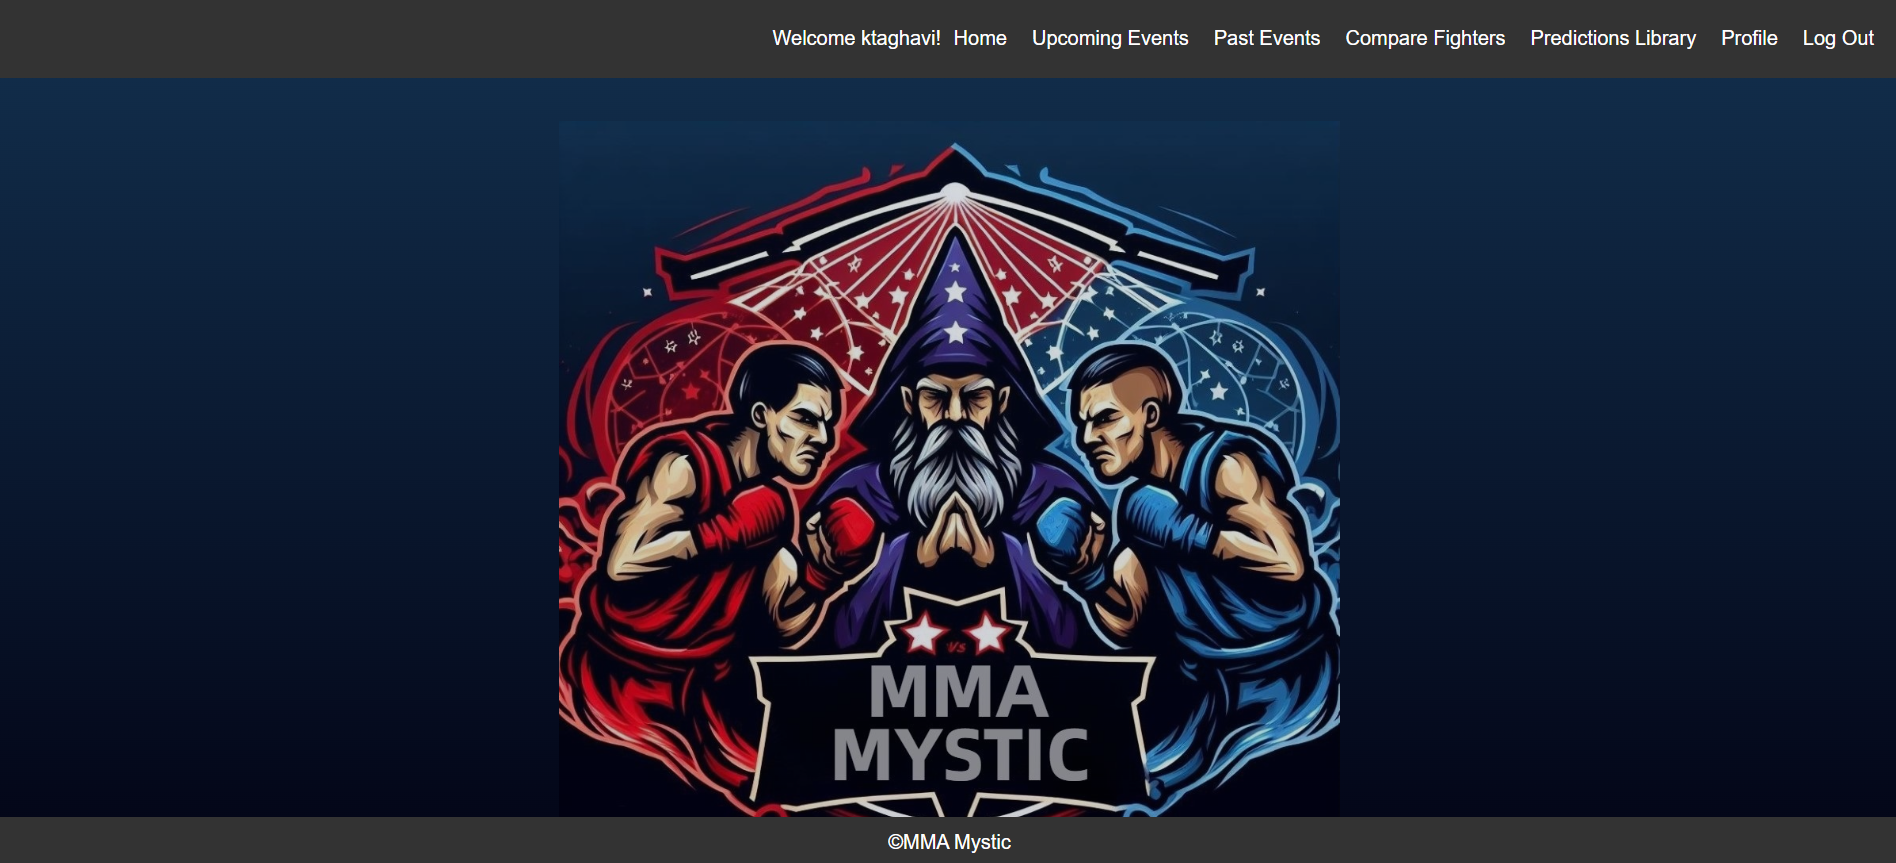 Welcome ktaghavi! Home Upcoming Events Past Events Compare Fighters Predictions Library Profile Log Out
vs
MMA
MYSTIC
©MMA Mystic